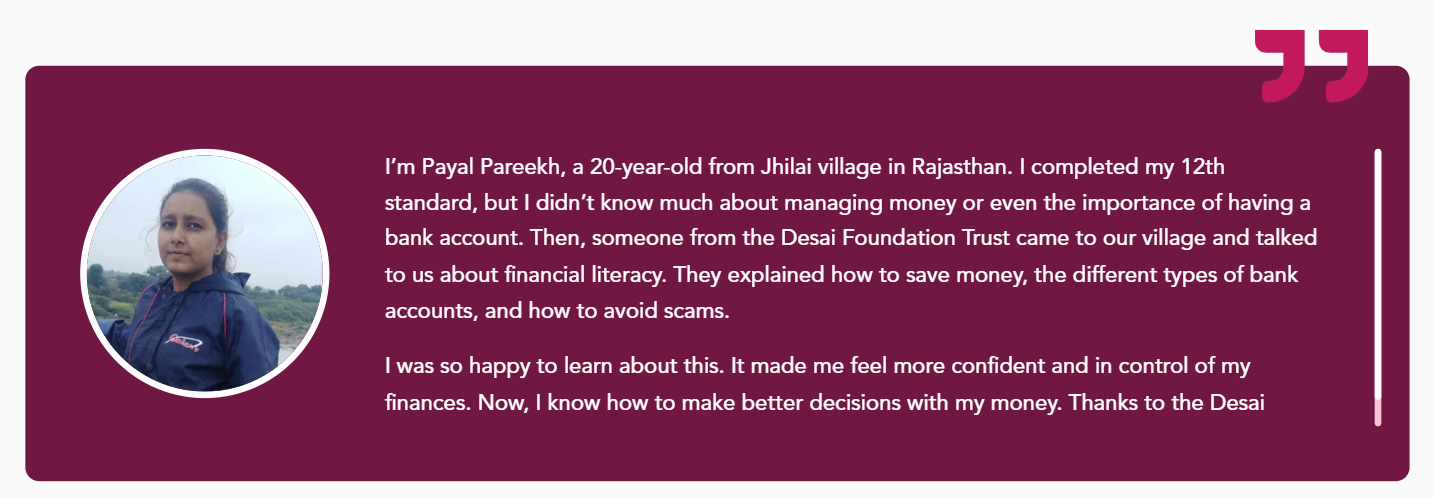 I’m Payal Pareekh, a 20-year-old from Jhilai village in Rajasthan. I completed my 12th
standard, but I didn’t know much about managing money or even the importance of having a
bank account. Then, someone from the Desai Foundation Trust came to our village and talked
to us about financial literacy. They explained how to save money, the different types of bank
accounts, and how to avoid scams.
I was so happy to learn about this. It made me feel more confident and in control of my
finances. Now, I know how to make better decisions with my money. Thanks to the Desai